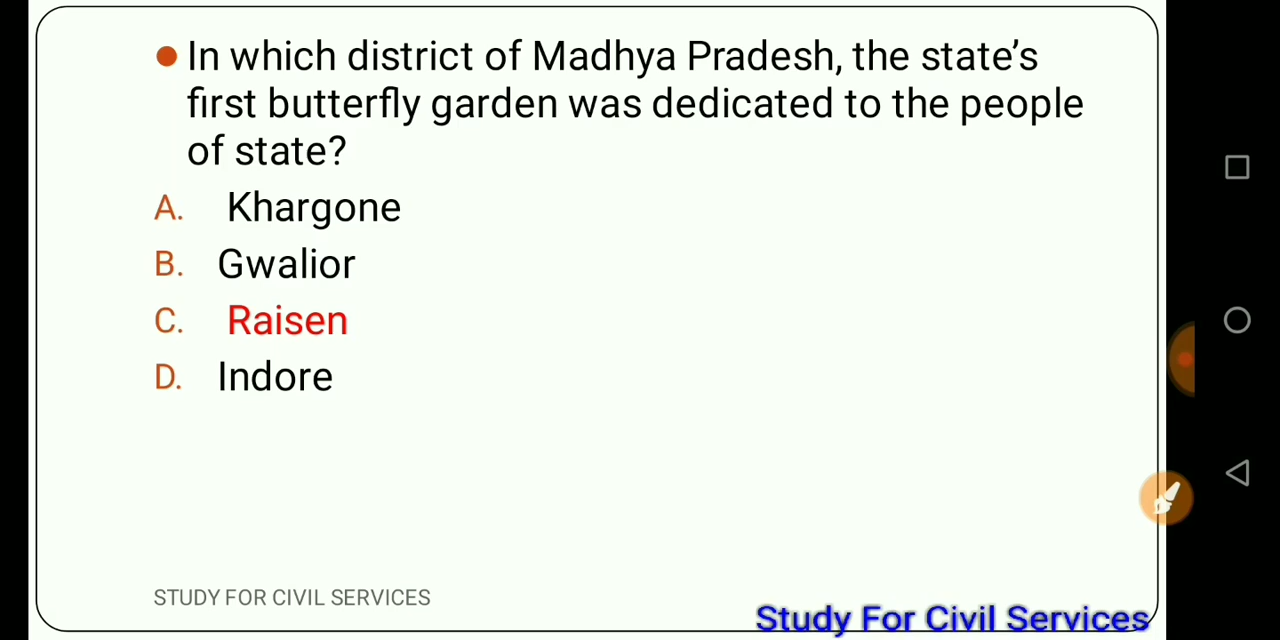 In which district of Madhya Pradesh, the state’s
first butterfly garden was dedicated to the people
of state?
A. Khargone
B. Gwalior
C. Raisen
D. Indore
STUDY FOR CIVIL SERVICES
Study For Civil Services